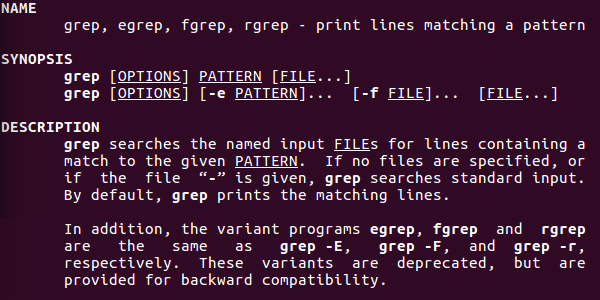 NAME
grep, egrep, fgrep, rgrep - print lines matching a pattern
SYNOPSIS
grep [OPTIONS] PATTERN [FILE...]
grep [OPTIONS] [-e PATTERN]... [-f FILE]... [FILE...]
DESCRIPTION
grep searches the named input FILEs for lines containing a
match to the given PATTERN. If no files are specified, or
if the file “-” is given, grep searches standard input.
By default, grep prints the matching lines.
In addition, the variant programs egrep, fgrep and rgrep
are the same as grep -E, grep -F, and grep -r,
respectively. These variants are deprecated, but are
provided for backward compatibility.